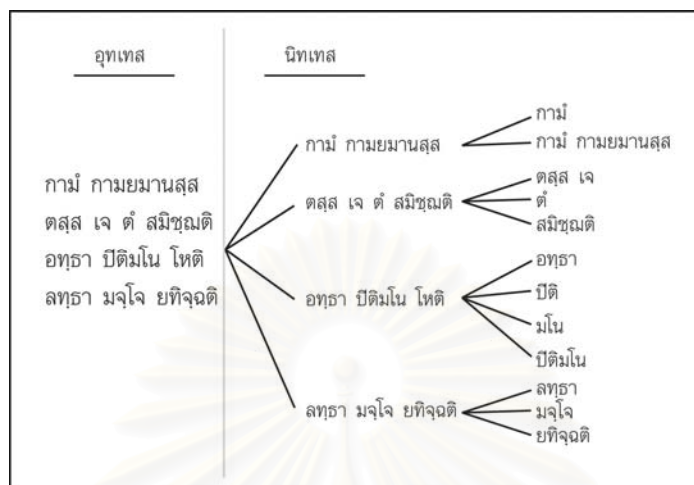 อุทเทส
นิทเทส
กามํ กามยมานสฺส
ตสฺส เจ ตํ สมิชฺฌติ
อทฺธา ปีติมโน โหติ
ลทฺธา มจฺโจ ยทิจฺฉติ
กามํ กามยมานสฺส
กามํ
กามํ กามยมานสฺส
ตสฺส เจ ตํ สมิชฺฌติ
ตสฺส เจ
ตํ
สมิชฺฌติ
อทฺธา ปีติมโน โหติ
อทฺธา
ปีติ
มโน
ปีติมโน
ลทฺธา มจฺโจ ยทิจฺฉติ
ลทฺธา
มจฺโจ
ยทิจฺฉติ